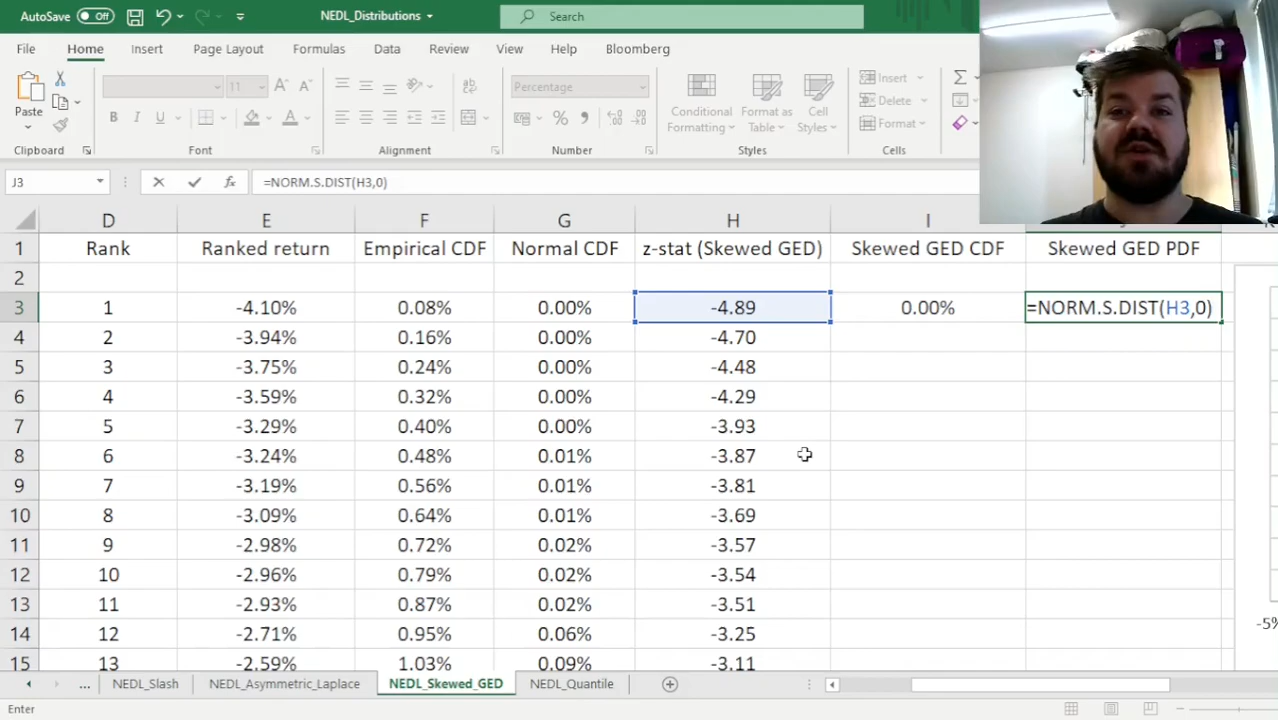 AutoSave Off NEDL_Distributions Search
File Home Insert Page Layout Formulas Data Review View Help Bloomberg
11
Percentage
Paste
B I U
Conditional Formatting
Format as Table
Cell Styles
Insert
Delete
Format
Clipboard Font Alignment Number Styles Cells
J3 =NORM.S.DIST(H3,0)
D E F G H I
1 Rank Ranked return Empirical CDF Normal CDF z-stat (Skewed GED) Skewed GED CDF Skewed GED PDF
2
3 1 -4.10% 0.08% 0.00% -4.89 0.00% =NORM.S.DIST(H3,0)
4 2 -3.94% 0.16% 0.00% -4.70
5 3 -3.75% 0.24% 0.00% -4.48
6 4 -3.59% 0.32% 0.00% -4.29
7 5 -3.29% 0.40% 0.00% -3.93
8 6 -3.24% 0.48% 0.01% -3.87
9 7 -3.19% 0.56% 0.01% -3.81
10 8 -3.09% 0.64% 0.01% -3.69
11 9 -2.98% 0.72% 0.02% -3.57
12 10 -2.96% 0.79% 0.02% -3.54
13 11 -2.93% 0.87% 0.02% -3.51
14 12 -2.71% 0.95% 0.06% -3.25
-5%
15 13 -2.59% 1.03% 0.09% -3.11
... NEDL_Slash NEDL_Asymmetric_Laplace NEDL_Skewed_GED NEDL_Quantile
Enter